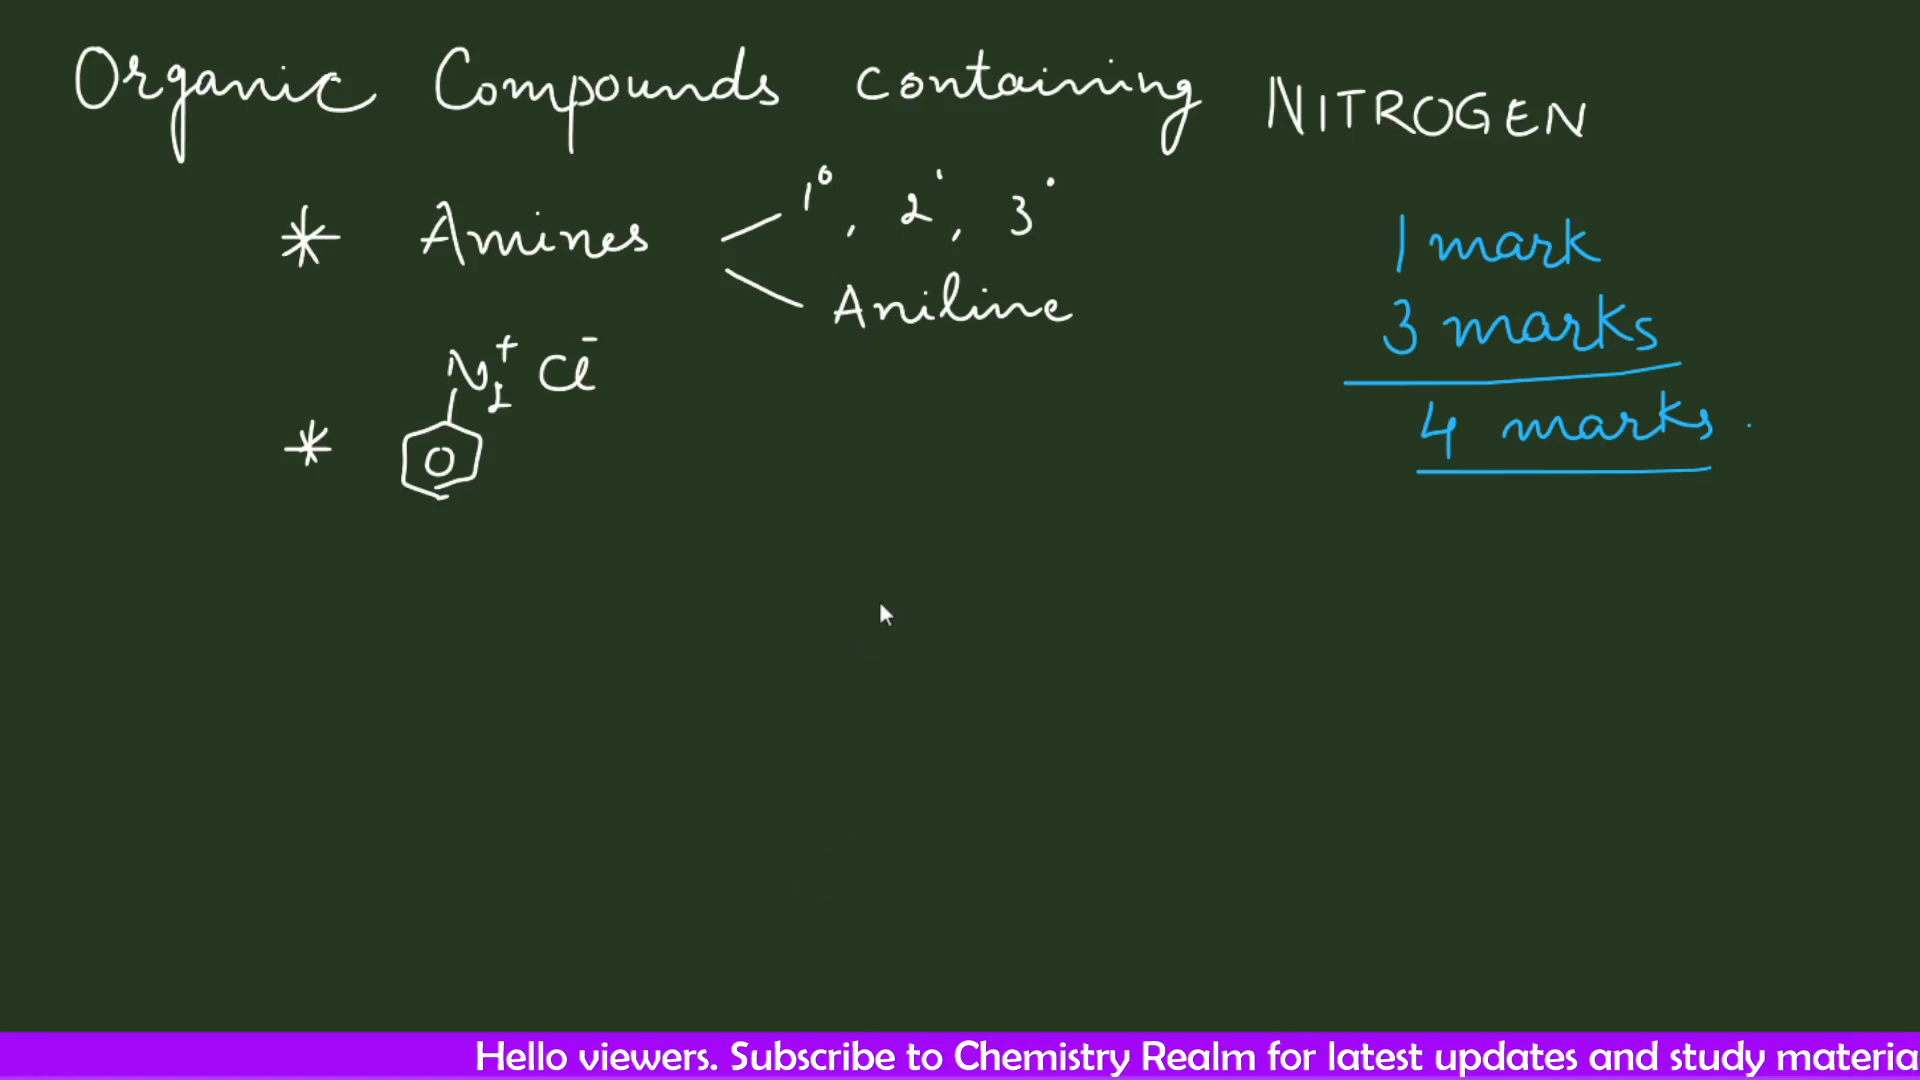 Organic Compounds containing NITROGEN
* Amines 1°, 2°, 3°
Aniline
1 mark
3 marks
4 marks.
* N₂⁺ Cl⁻
Hello viewers. Subscribe to Chemistry Realm for latest updates and study materia